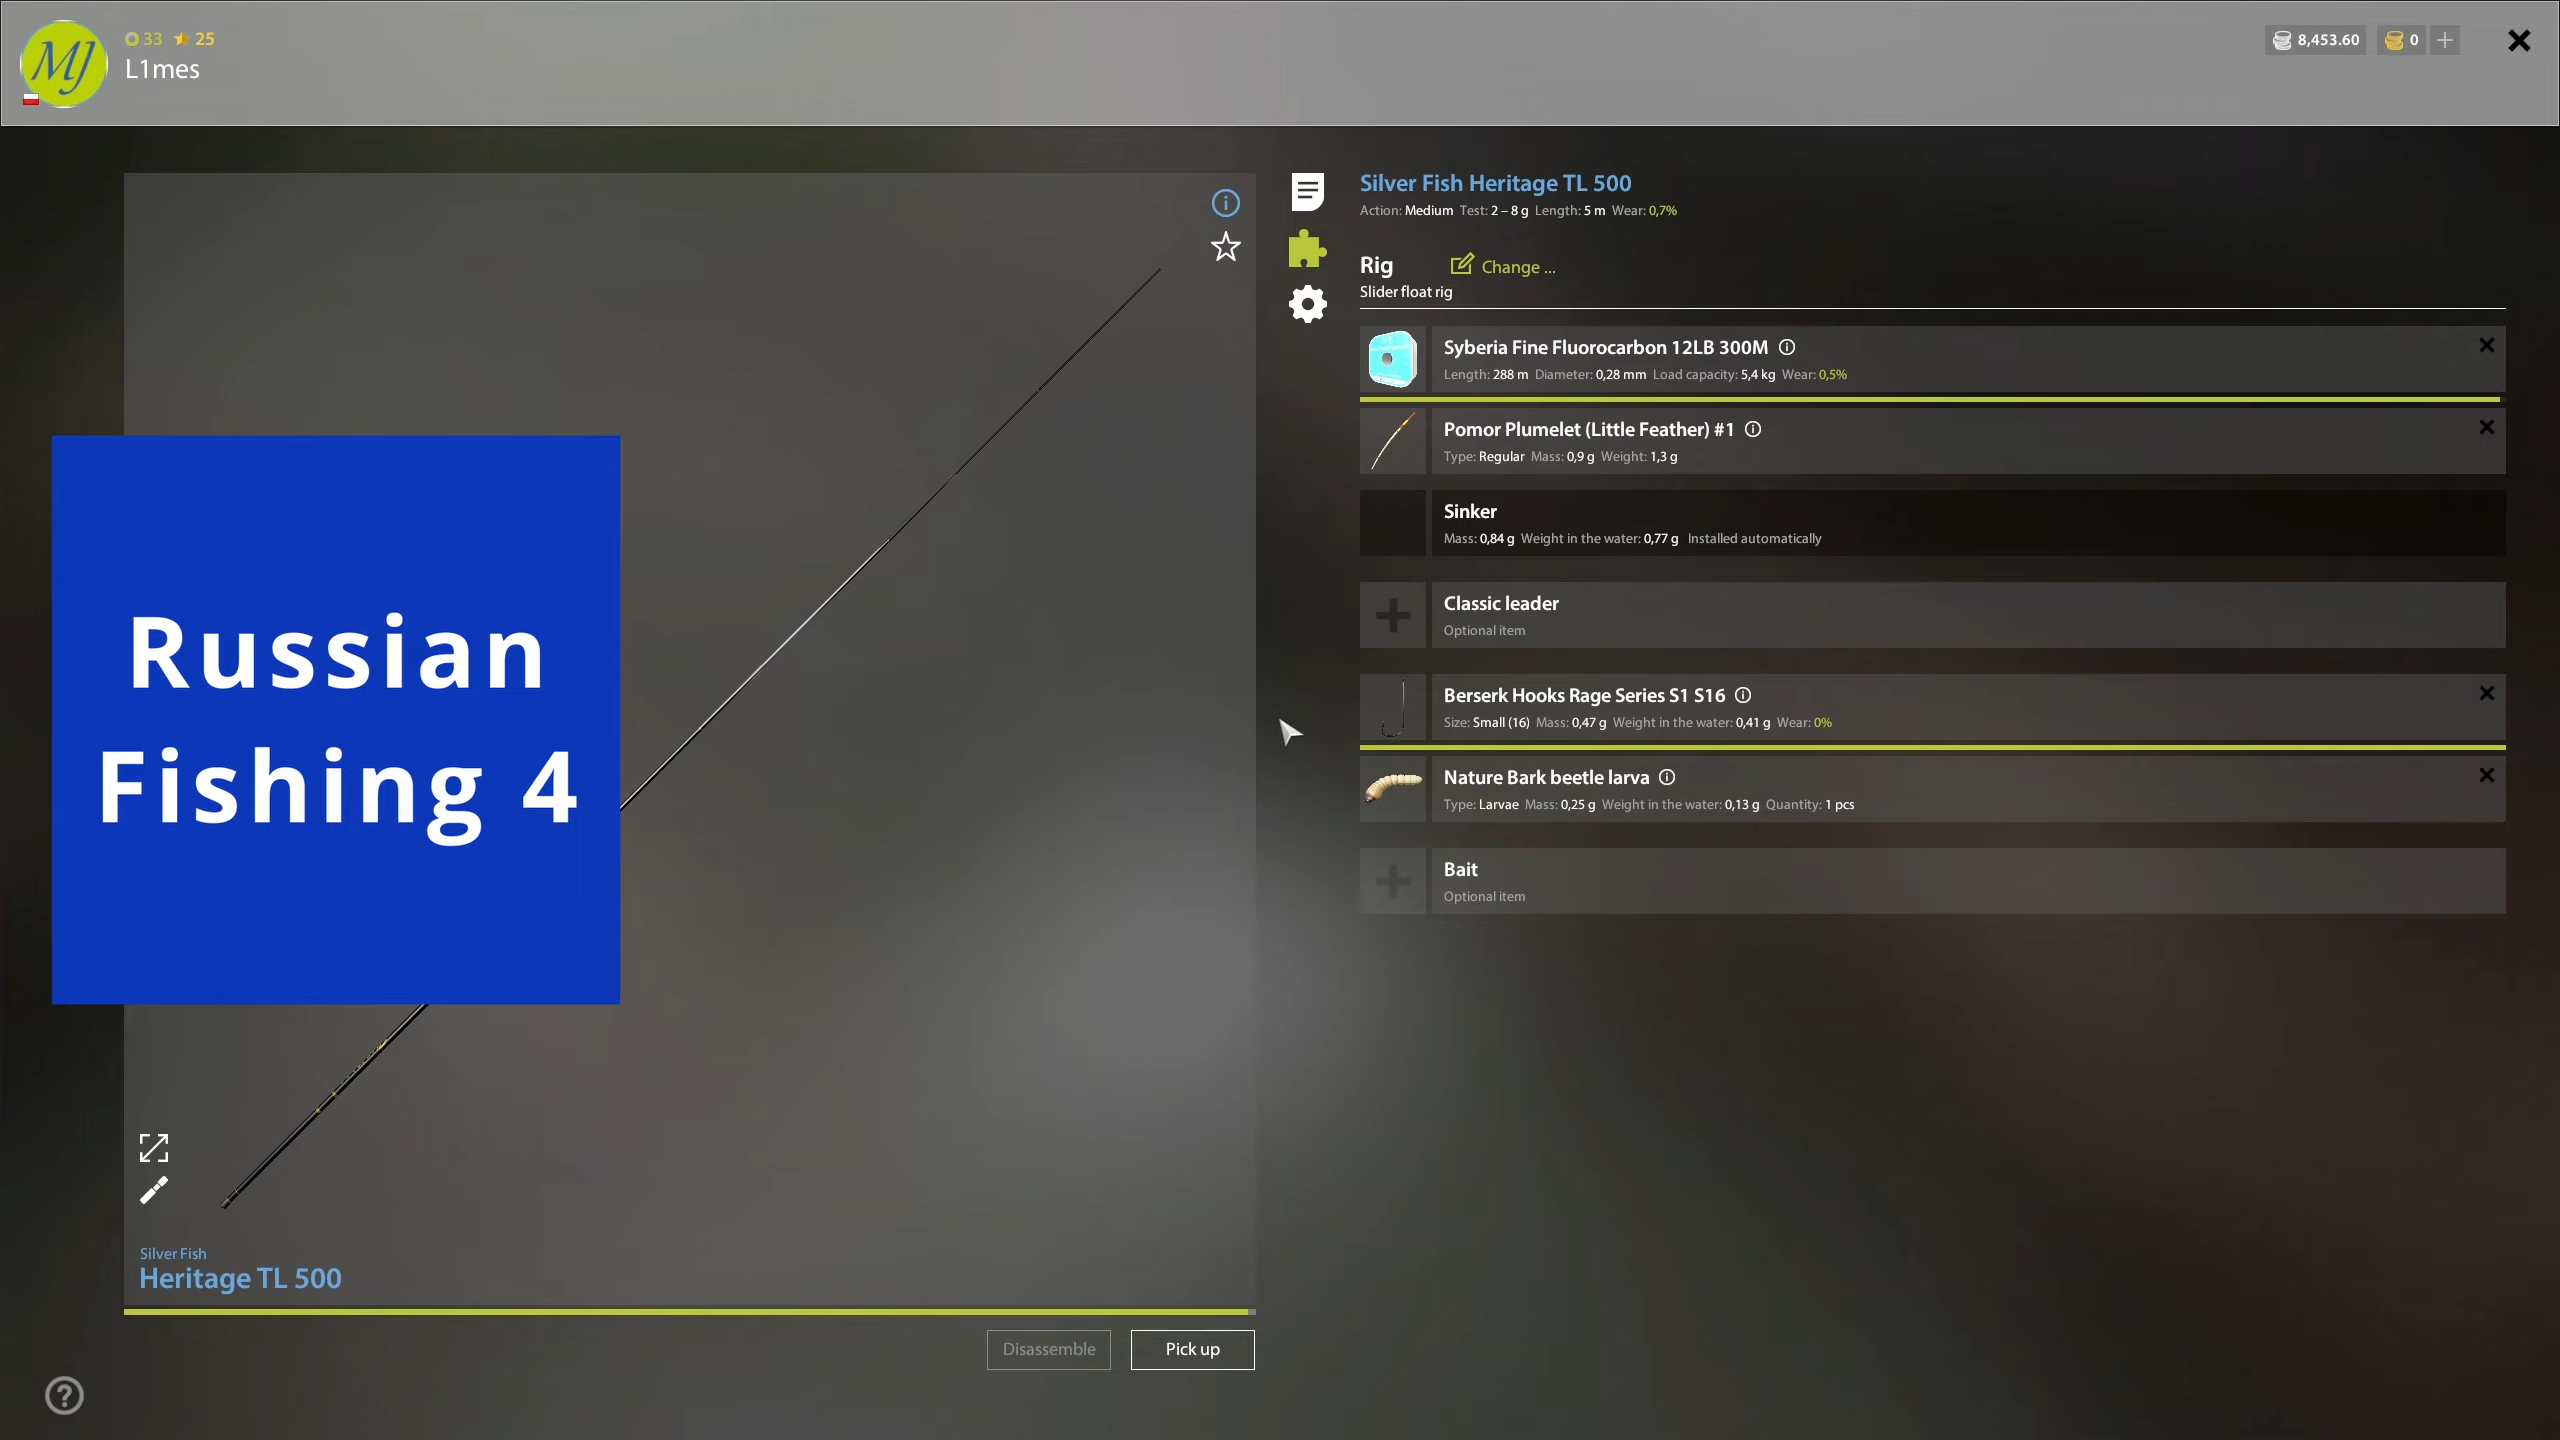 MJ
33 25
L1mes
8,453.60 0
Silver Fish Heritage TL 500
Action: Medium Test: 2 – 8 g Length: 5 m Wear: 0,7%
Rig Change ...
Slider float rig
Syberia Fine Fluorocarbon 12LB 300M
Length: 288 m Diameter: 0,28 mm Load capacity: 5,4 kg Wear: 0,5%
Pomor Plumelet (Little Feather) #1
Type: Regular Mass: 0,9 g Weight: 1,3 g
Sinker
Mass: 0,84 g Weight in the water: 0,77 g Installed automatically
Classic leader
Optional item
Berserk Hooks Rage Series S1 S16
Size: Small (16) Mass: 0,47 g Weight in the water: 0,41 g Wear: 0%
Nature Bark beetle larva
Type: Larvae Mass: 0,25 g Weight in the water: 0,13 g Quantity: 1 pcs
Bait
Optional item
Russian
Fishing 4
Silver Fish
Heritage TL 500
Disassemble
Pick up